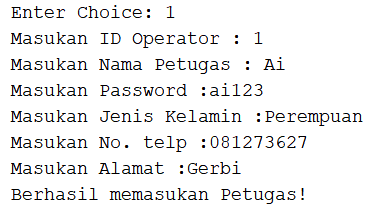 Enter Choice: 1
Masukan ID Operator : 1
Masukan Nama Petugas : Ai
Masukan Password :ai123
Masukan Jenis Kelamin :Perempuan
Masukan No. telp :081273627
Masukan Alamat :Gerbi
Berhasil memasukan Petugas!